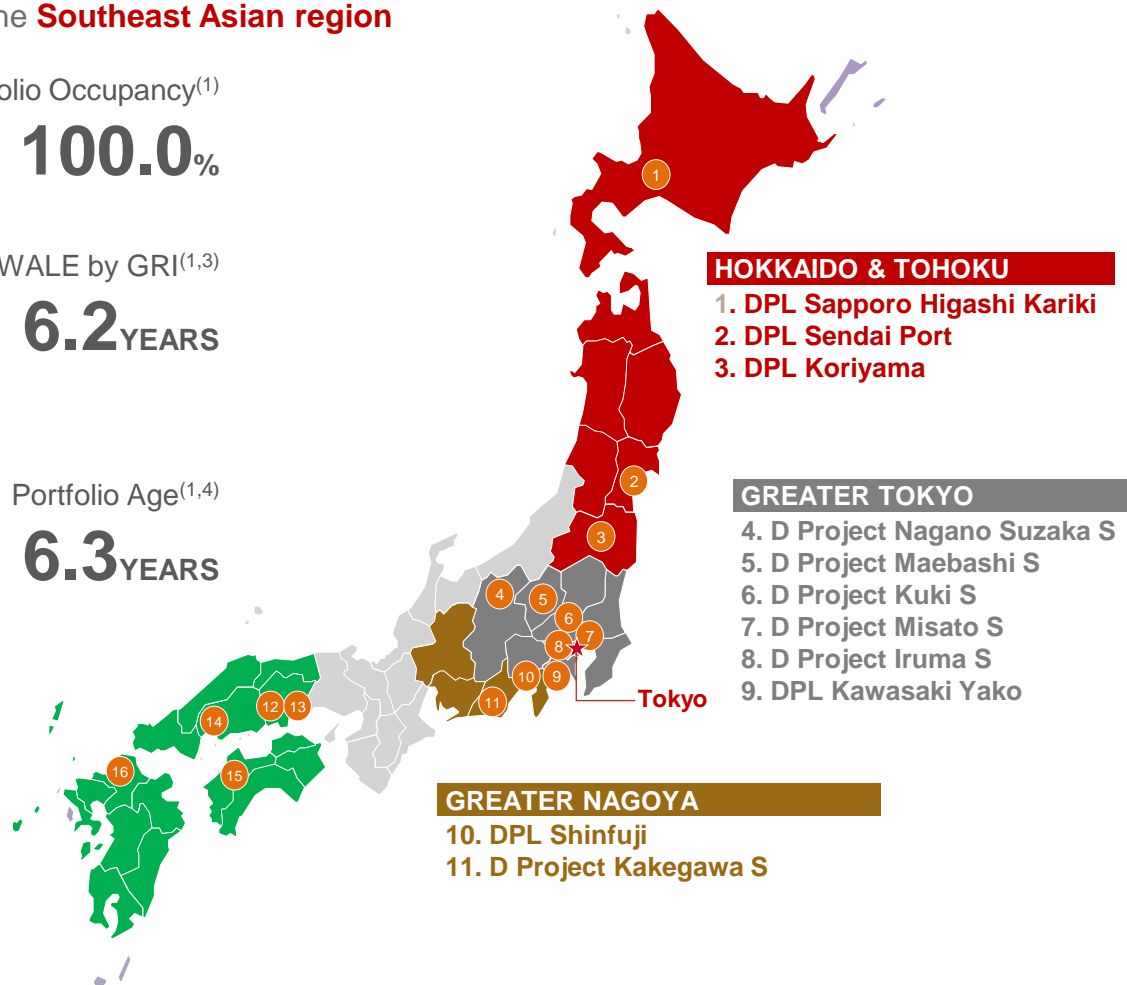 ne Southeast Asian region
olio Occupancy(1)
100.0%
WALE by GRI(1,3)
6.2YEARS
Portfolio Age(1,4)
6.3YEARS
1
2
3
4
5
6
7
8
9
10
11
12
13
14
15
16
Tokyo
HOKKAIDO & TOHOKU
1. DPL Sapporo Higashi Kariki
2. DPL Sendai Port
3. DPL Koriyama
GREATER TOKYO
4. D Project Nagano Suzaka S
5. D Project Maebashi S
6. D Project Kuki S
7. D Project Misato S
8. D Project Iruma S
9. DPL Kawasaki Yako
GREATER NAGOYA
10. DPL Shinfuji
11. D Project Kakegawa S